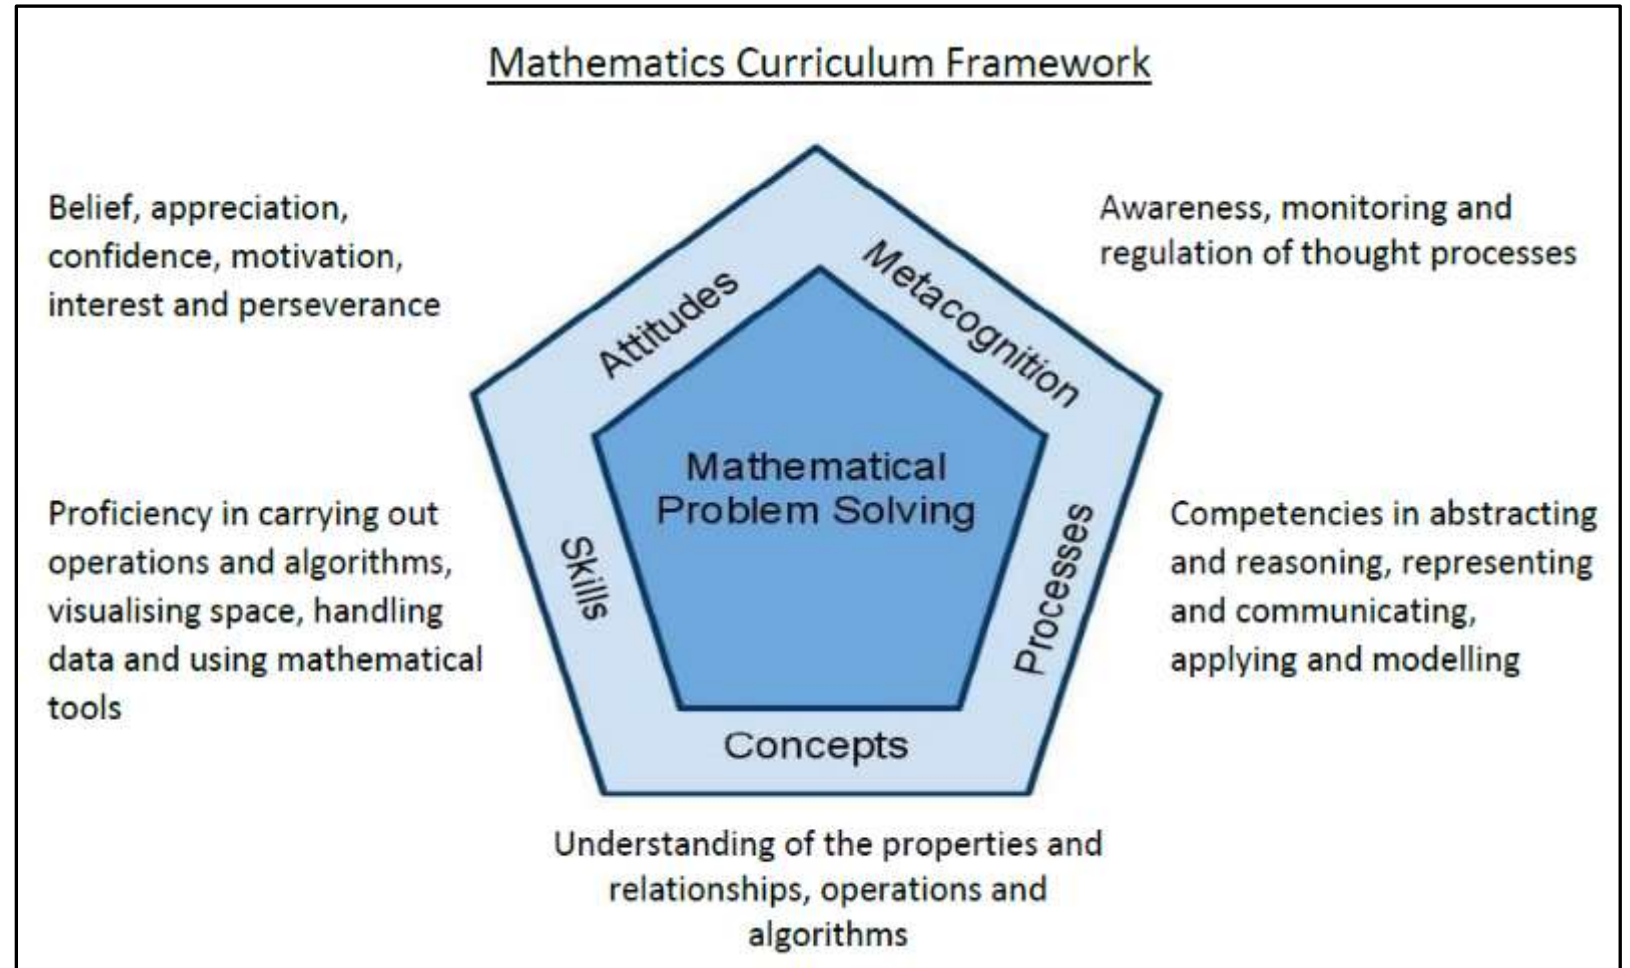 Mathematics Curriculum Framework
Belief, appreciation,
confidence, motivation,
interest and perseverance
Awareness, monitoring and
regulation of thought processes
Attitudes
Metacognition
Mathematical
Problem Solving
Proficiency in carrying out
operations and algorithms,
visualising space, handling
data and using mathematical
tools
Skills
Processes
Competencies in abstracting
and reasoning, representing
and communicating,
applying and modelling
Concepts
Understanding of the properties and
relationships, operations and
algorithms